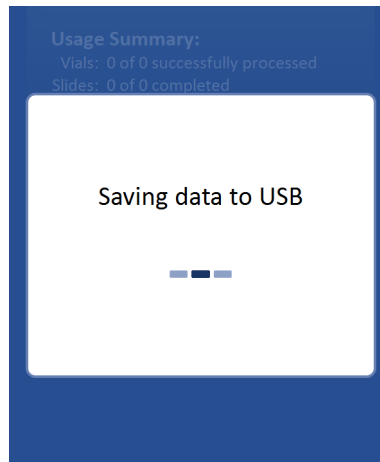 Usage Summary:
Vials: 0 of 0 successfully processed
Slides: 0 of 0 completed
Saving data to USB